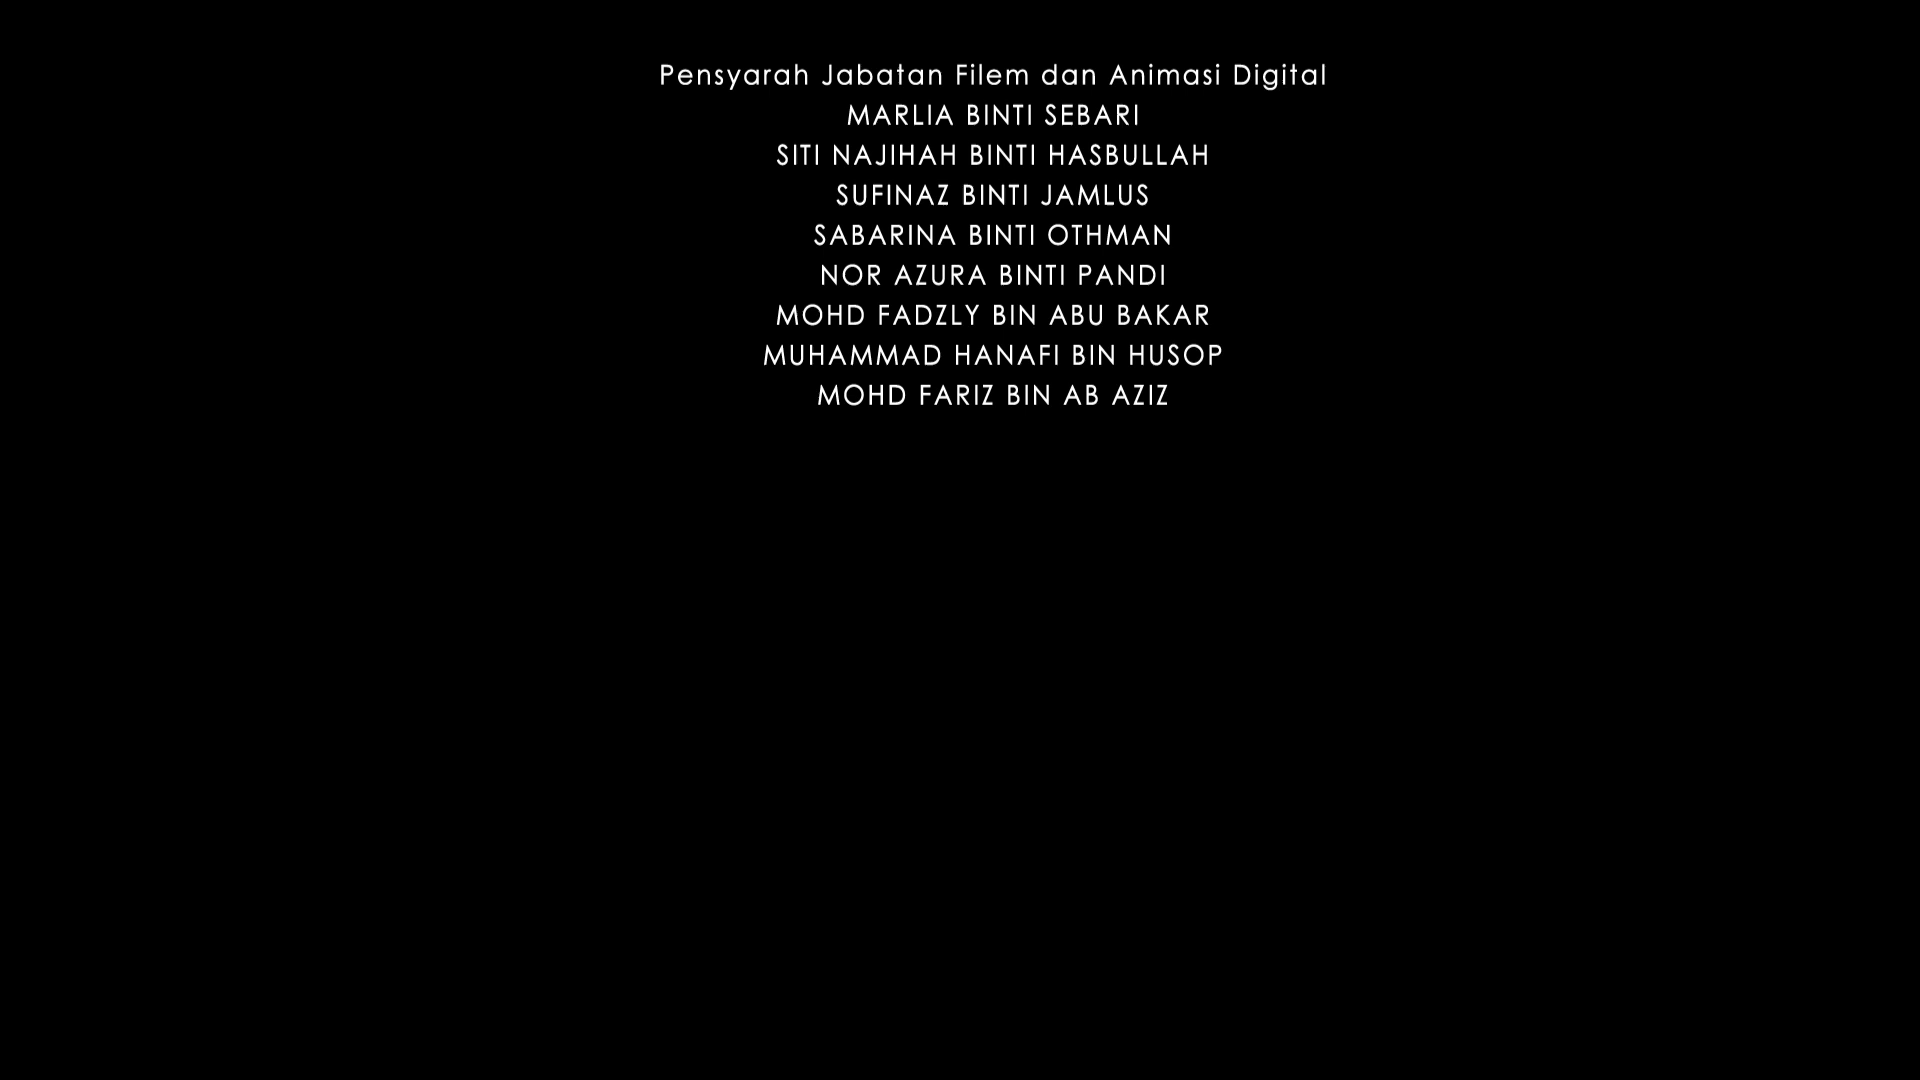 Pensyarah Jabatan Filem dan Animasi Digital
MARLIA BINTI SEBARI
SITI NAJIHAH BINTI HASBULLAH
SUFINAZ BINTI JAMLUS
SABARINA BINTI OTHMAN
NOR AZURA BINTI PANDI
MOHD FADZLY BIN ABU BAKAR
MUHAMMAD HANAFI BIN HUSOP
MOHD FARIZ BIN AB AZIZ